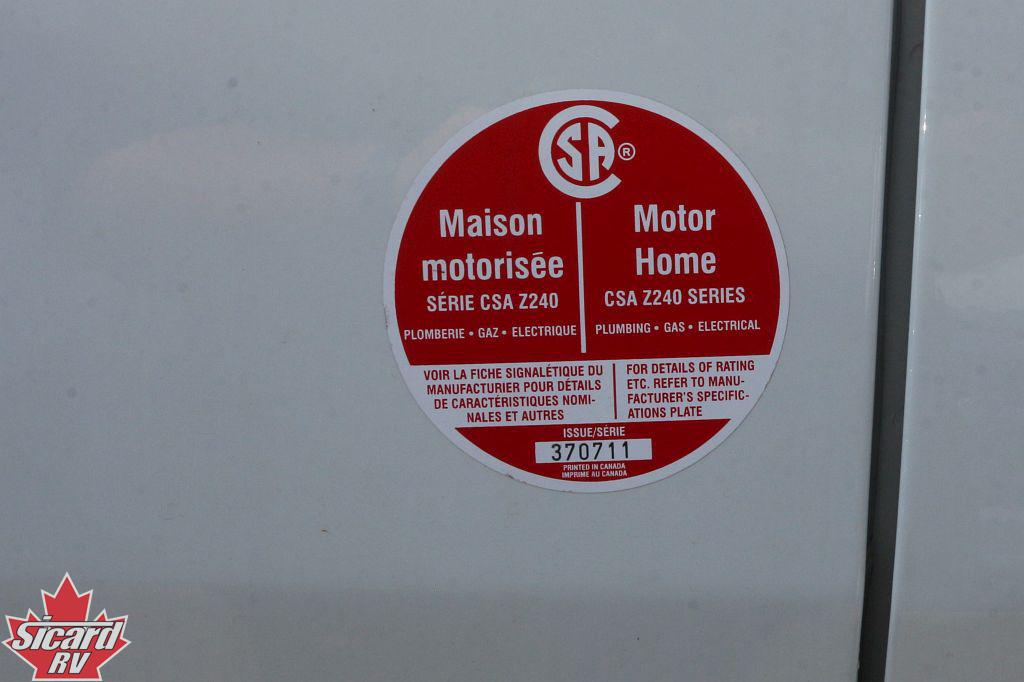 CSA®
Maison
motorisée
SÉRIE CSA Z240
PLOMBERIE • GAZ • ELECTRIQUE
Motor
Home
CSA Z240 SERIES
PLUMBING • GAS • ELECTRICAL
VOIR LA FICHE SIGNALÉTIQUE DU
MANUFACTURIER POUR DÉTAILS
DE CARACTÉRISTIQUES NOMI-
NALES ET AUTRES
FOR DETAILS OF RATING
ETC. REFER TO MANU-
FACTURER'S SPECIFIC-
ATIONS PLATE
ISSUE/SÉRIE
370711
PRINTED IN CANADA
IMPRIME AU CANADA
Sicard
RV